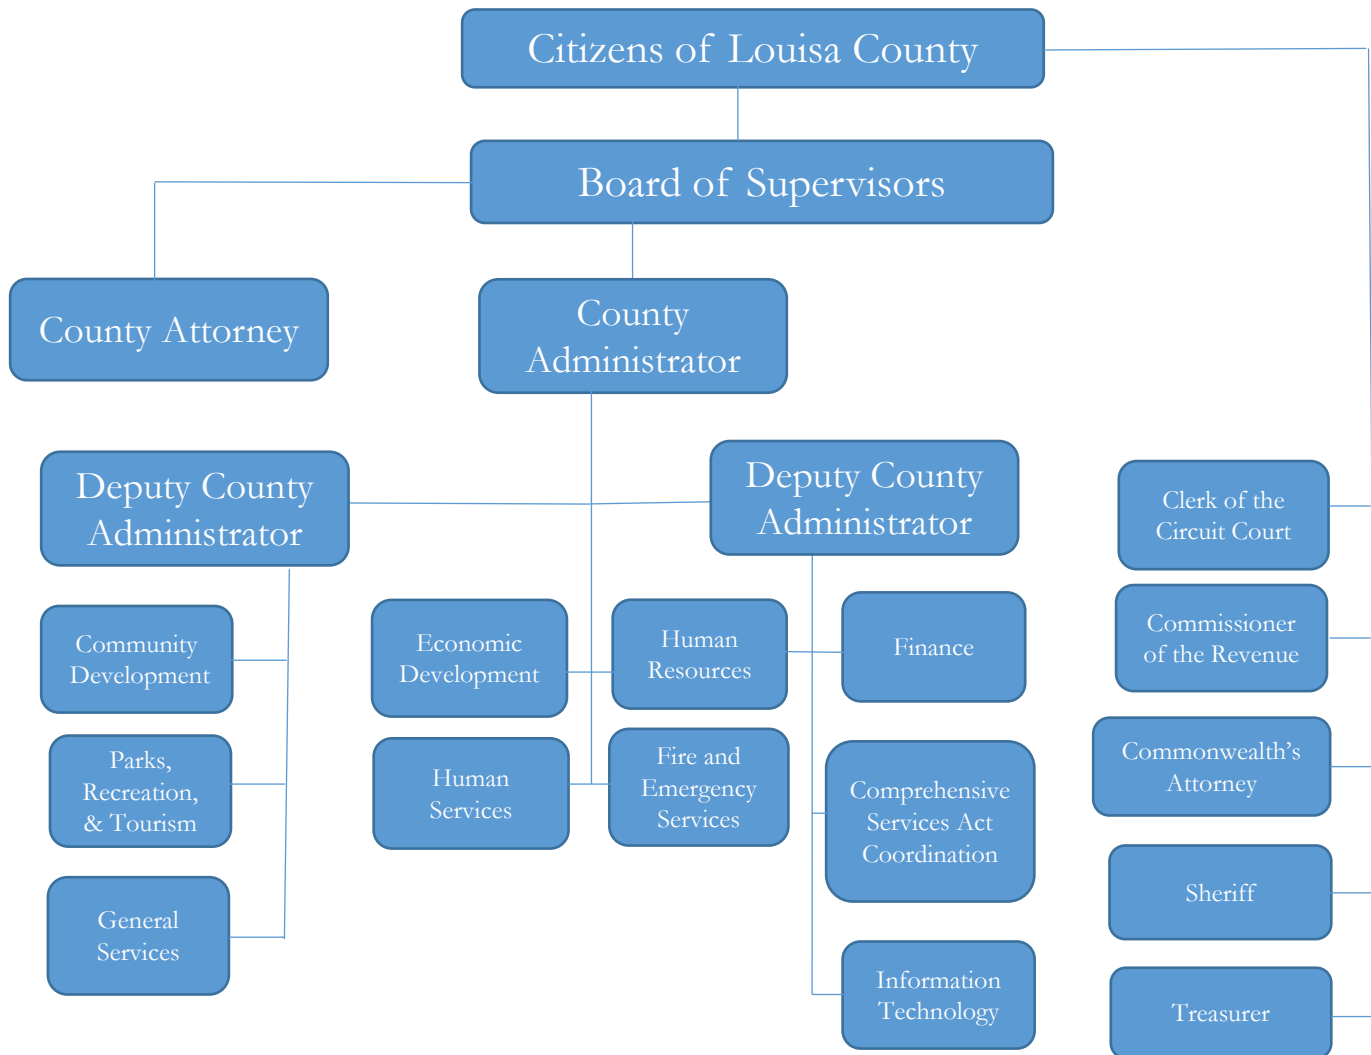 Citizens of Louisa County
Board of Supervisors
County Attorney
County
Administrator
Deputy County
Administrator
Deputy County
Administrator
Clerk of the
Circuit Court
Community
Development
Economic
Development
Human
Resources
Finance
Commissioner
of the Revenue
Parks,
Recreation,
& Tourism
Human
Services
Fire and
Emergency
Services
Comprehensive
Services Act
Coordination
Commonwealth's
Attorney
General
Services
Information
Technology
Sheriff
Treasurer